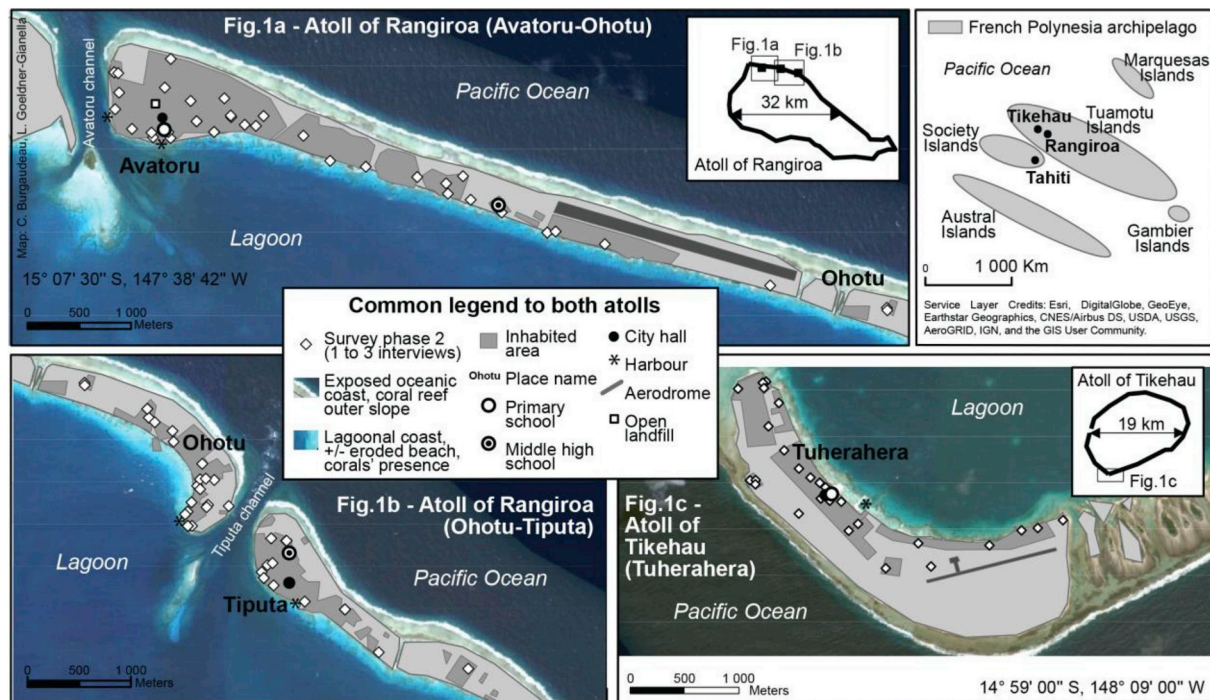 Fig.1a - Atoll of Rangiroa (Avatoru-Ohotu)
Map: C. Burgaudeau, L. Goeldner-Gianella
Avatoru channel
Avatoru
Pacific Ocean
Lagoon
Ohotu
15° 07' 30" S, 147° 38' 42" W
0 500 1 000
Meters
Fig.1a
Fig.1b
32 km
Atoll of Rangiroa
French Polynesia archipelago
Pacific Ocean
Marquesas
Islands
Tikehau
Tuamotu
Islands
Rangiroa
Society
Islands
Tahiti
Austral
Islands
Gambier
Islands
0
1 000 Km
Service Layer Credits: Esri, DigitalGlobe, GeoEye,
Earthstar Geographics, CNES/Airbus DS, USDA, USGS,
AeroGRID, IGN, and the GIS User Community.
Common legend to both atolls
Survey phase 2
(1 to 3 interviews)
Exposed oceanic
coast, coral reef
outer slope
Lagoonal coast,
+/- eroded beach,
corals' presence
Inhabited
area
Ohotu Place name
Primary
school
Middle high
school
City hall
Harbour
Aerodrome
Open
landfill
Ohotu
Tiputa channel
Fig.1b - Atoll of Rangiroa
(Ohotu-Tiputa)
Lagoon
Tiputa
Pacific Ocean
0 500 1 000
Meters
Lagoon
Atoll of Tikehau
19 km
Fig.1c
Tuherahera
Fig.1c -
Atoll of
Tikehau
(Tuherahera)
Pacific Ocean
0 500 1 000
Meters
14° 59' 00" S, 148° 09' 00" W